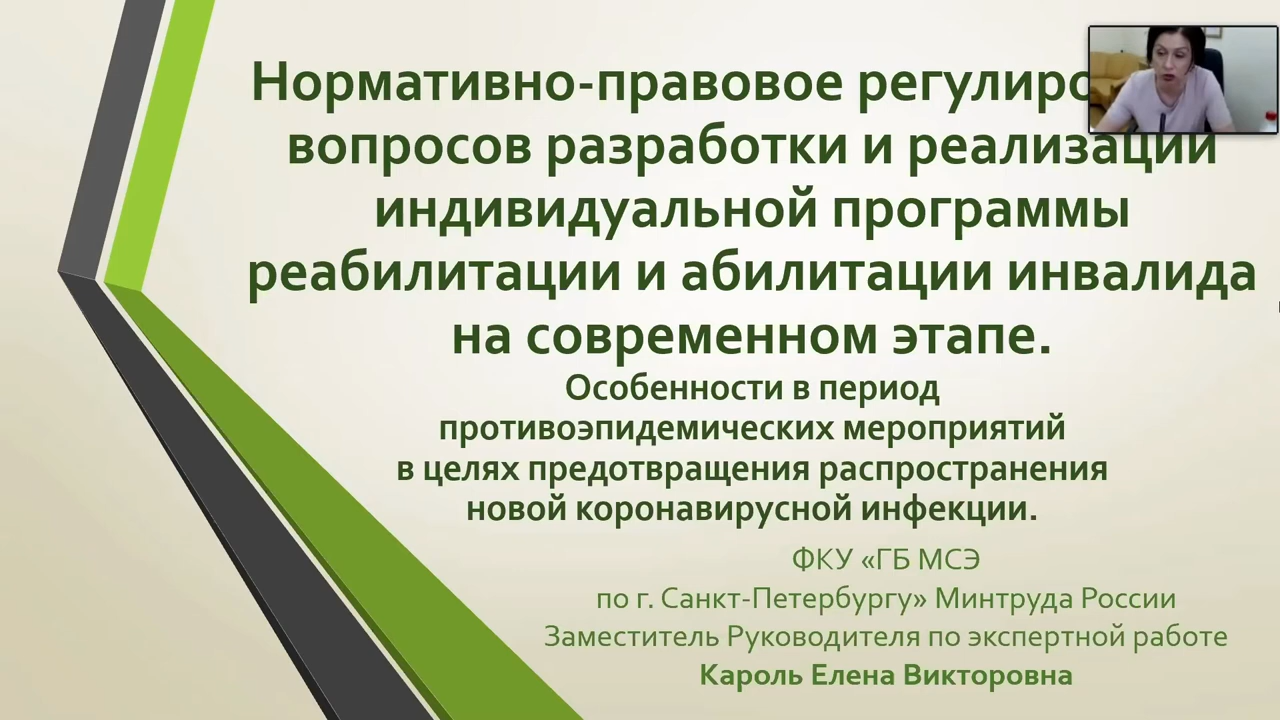 Нормативно-правовое
вопросов разработки и реализации
индивидуальной программы
реабилитации и абилитации инвалида
на современном этапе.
Особенности в период
противоэпидемических мероприятий
в целях предотвращения распространения
новой коронавирусной инфекции.
ФКУ «ГБ МСЭ
по г. Санкт-Петербургу» Минтруда России
Заместитель Руководителя по экспертной работе
Кароль Елена Викторовна